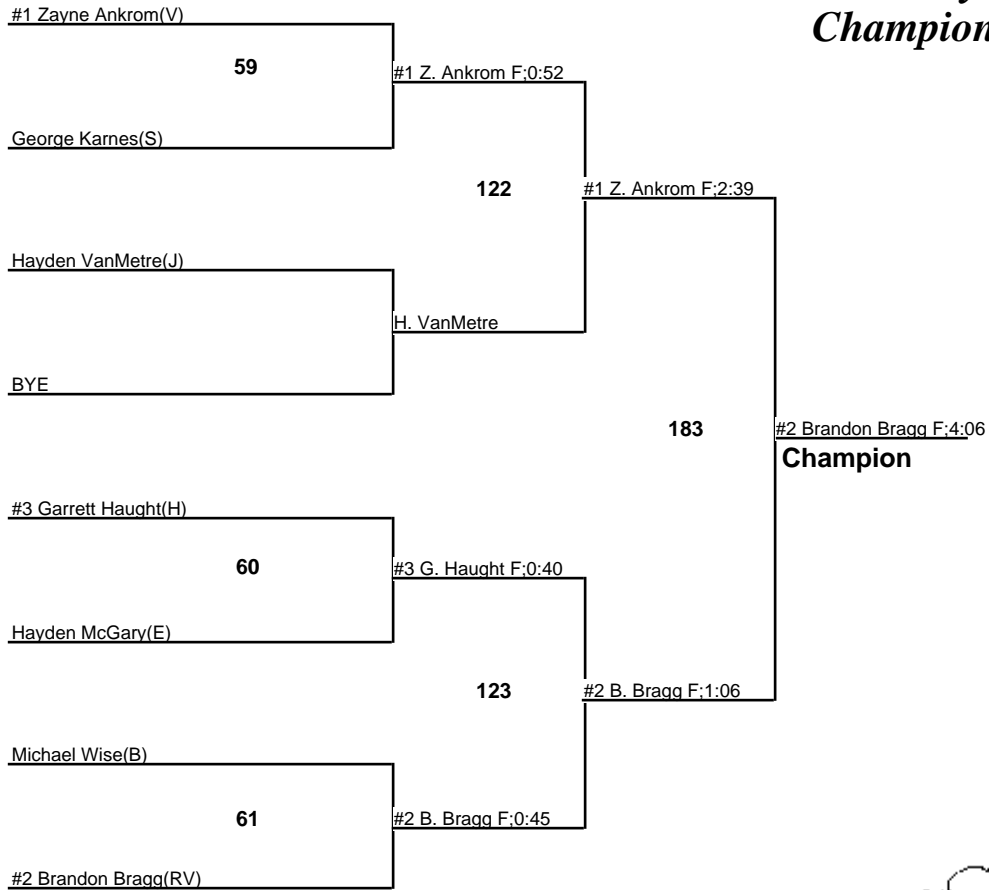 #1 Zayne Ankrom(V)
Champion
59
#1 Z. Ankrom F;0:52
George Karnes(S)
122
#1 Z. Ankrom F;2:39
Hayden VanMetre(J)
H. VanMetre
BYE
183
#2 Brandon Bragg F;4:06
Champion
#3 Garrett Haught(H)
60
#3 G. Haught F;0:40
Hayden McGary(E)
123
#2 B. Bragg F;1:06
Michael Wise(B)
61
#2 B. Bragg F;0:45
#2 Brandon Bragg(RV)